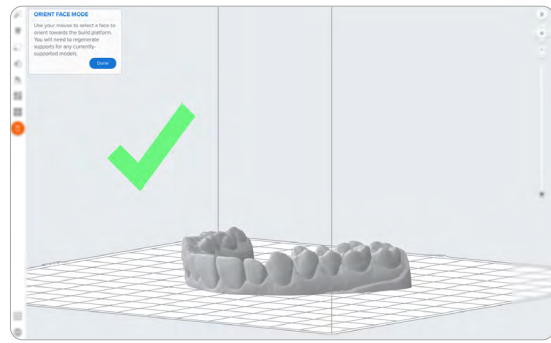 ORIENT FACE MODE
Use your mouse to select a face to
orient towards the build platform.
You will need to regenerate
supports for any currently-
supported models.
Done